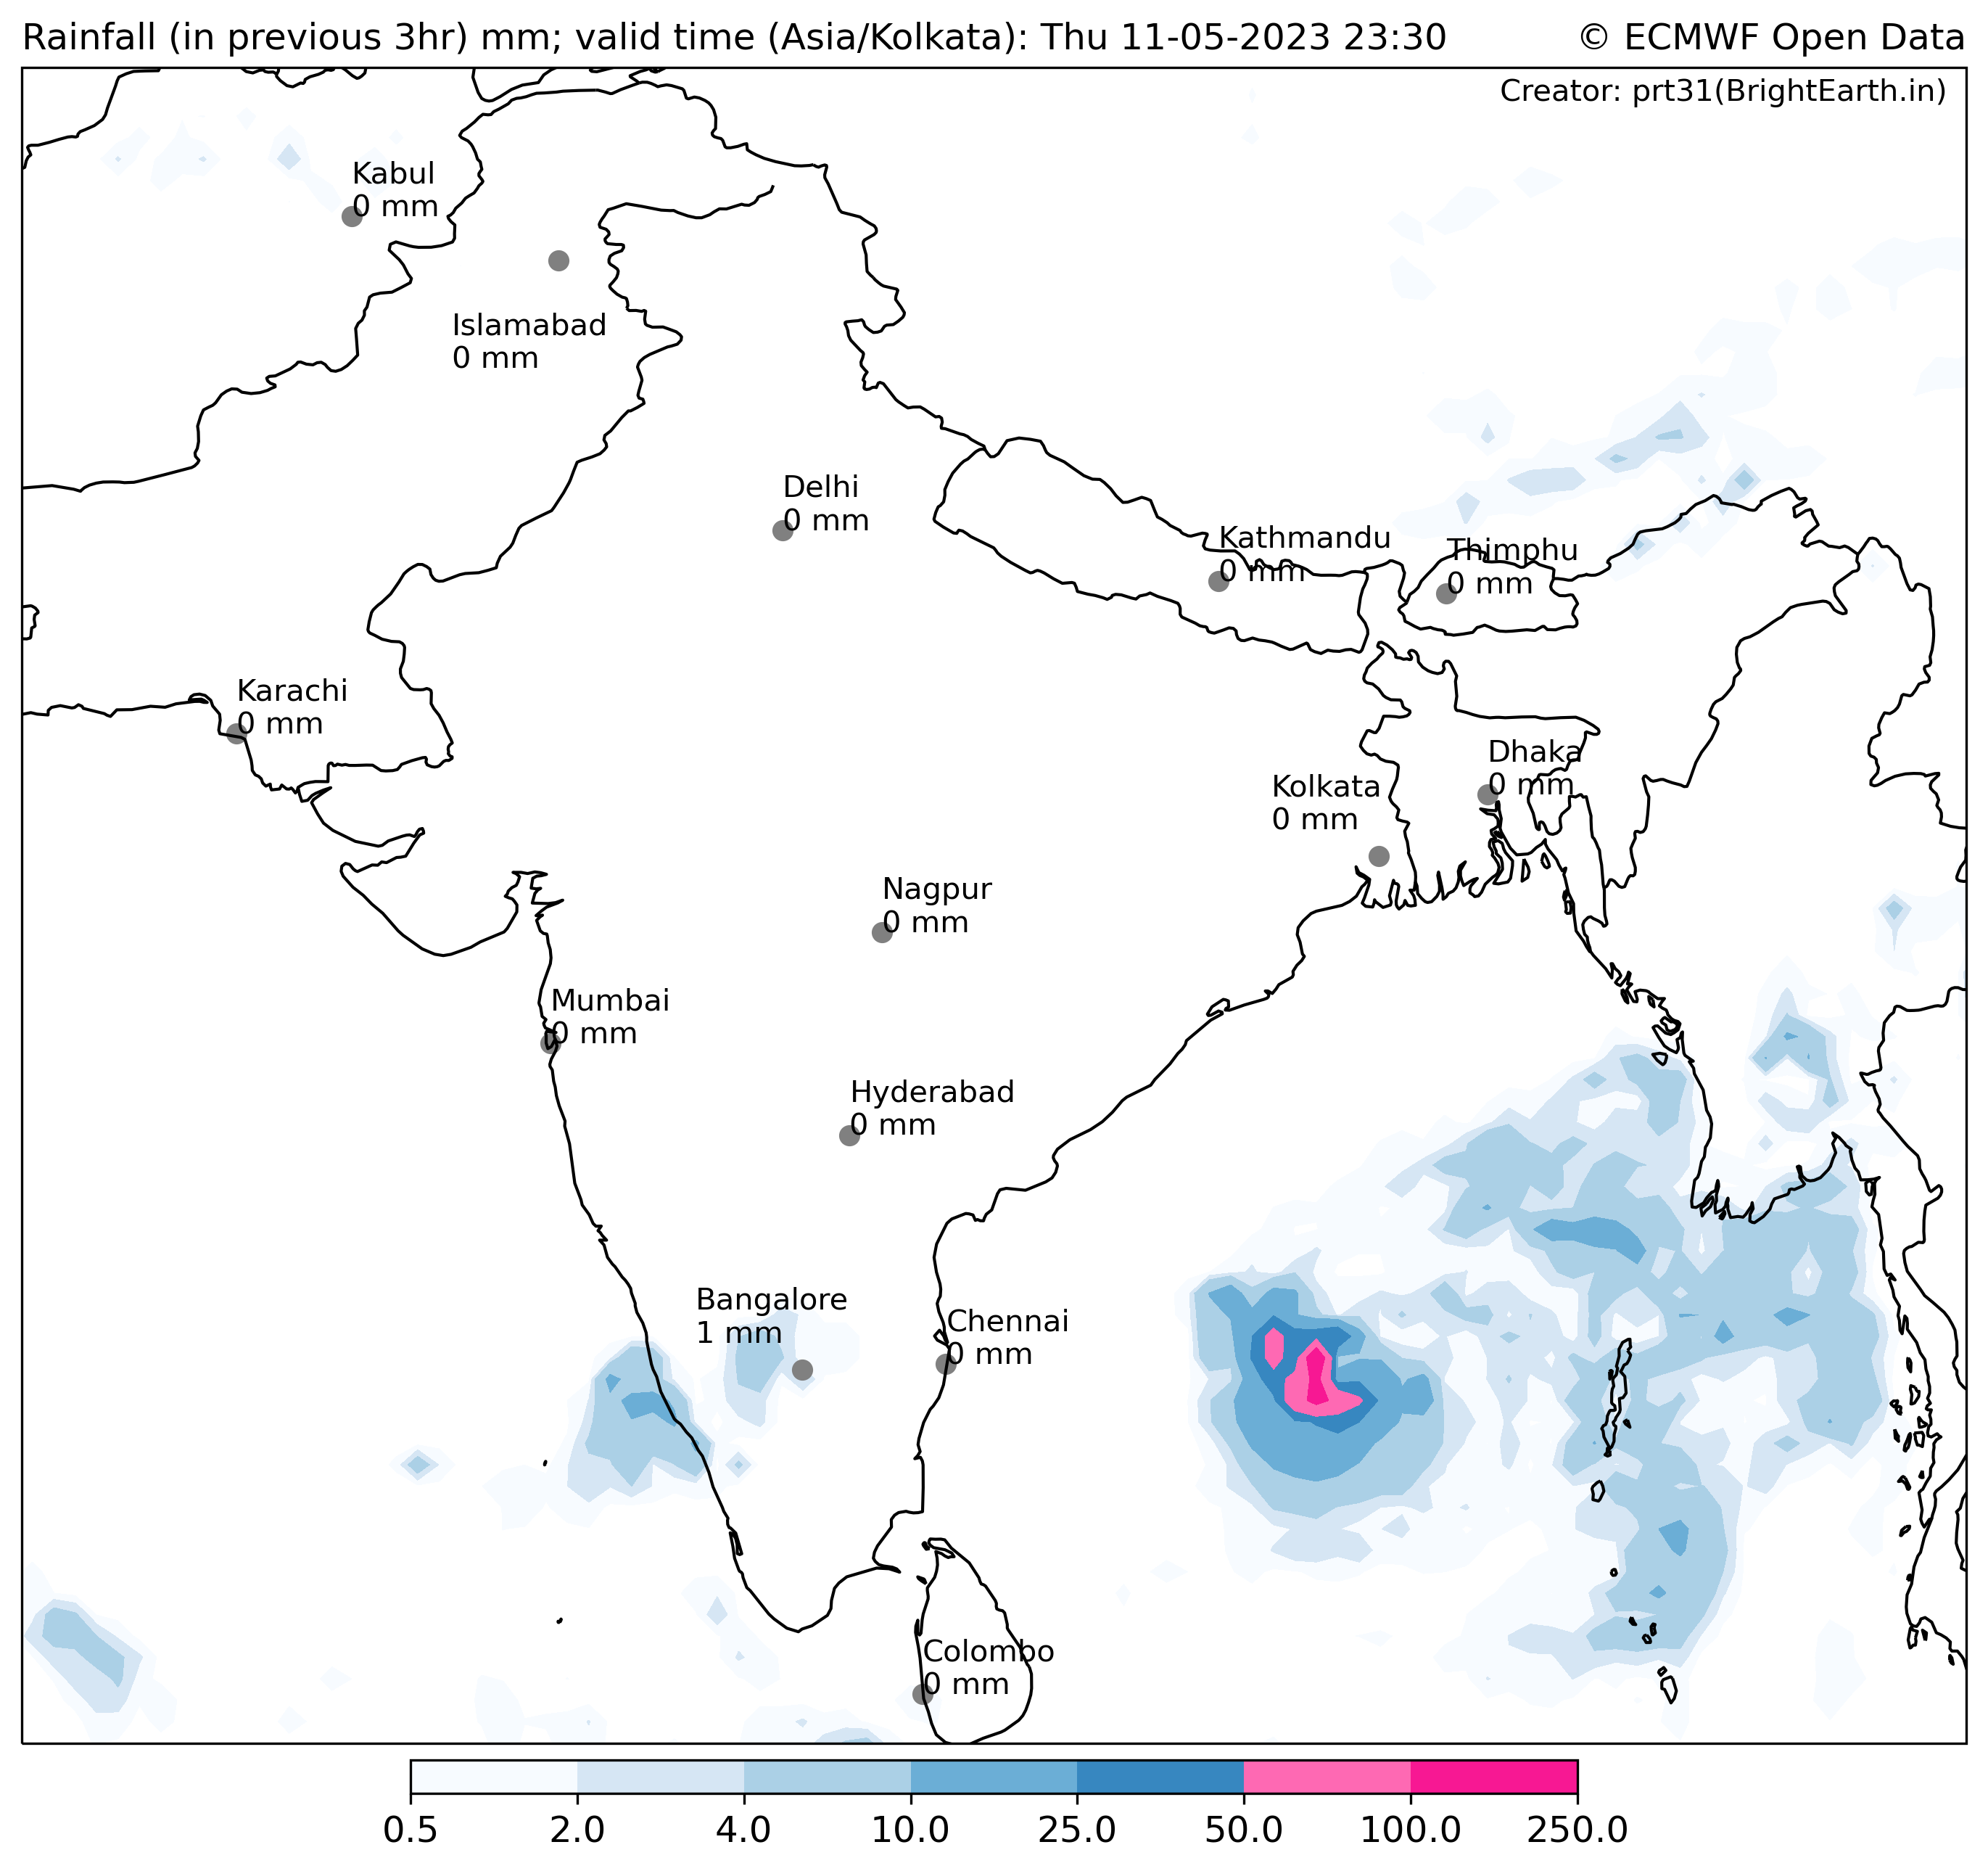 Rainfall (in previous 3hr) mm; valid time (Asia/Kolkata): Thu 11-05-2023 23:30
© ECMWF Open Data
Creator: prt31(BrightEarth.in)
Kabul
0 mm
Islamabad
0 mm
Delhi
0 mm
Kathmandu
0 mm
Thimphu
0 mm
Karachi
0 mm
Dhaka
0 mm
Kolkata
0 mm
Nagpur
0 mm
Mumbai
0 mm
Hyderabad
0 mm
Bangalore
1 mm
Chennai
0 mm
Colombo
0 mm
0.5 2.0 4.0 10.0 25.0 50.0 100.0 250.0